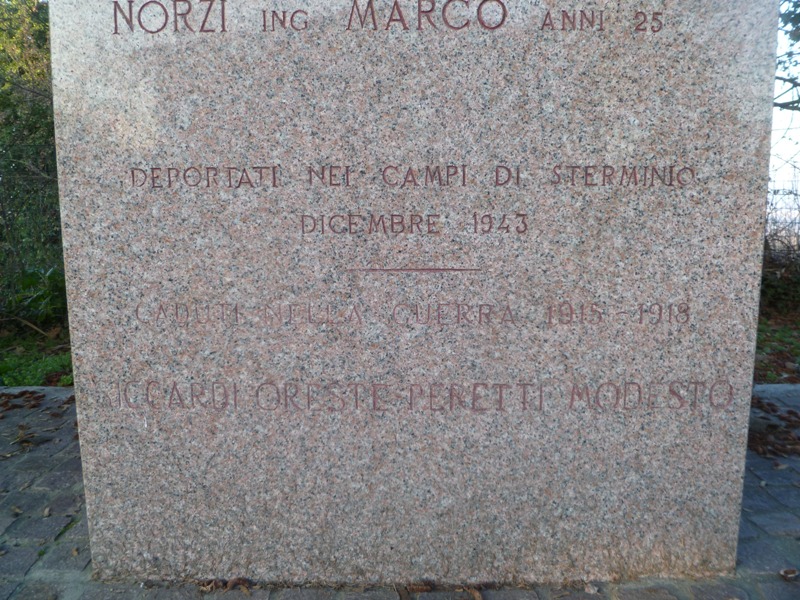 NORZI ING MARCO ANNI 25
DEPORTATI NEI CAMPI DI STERMINIO
DICEMBRE 1943
CADUTI NELLA GUERRA 1915-1918
RICCARDI ORESTE-PERETTI MODESTO